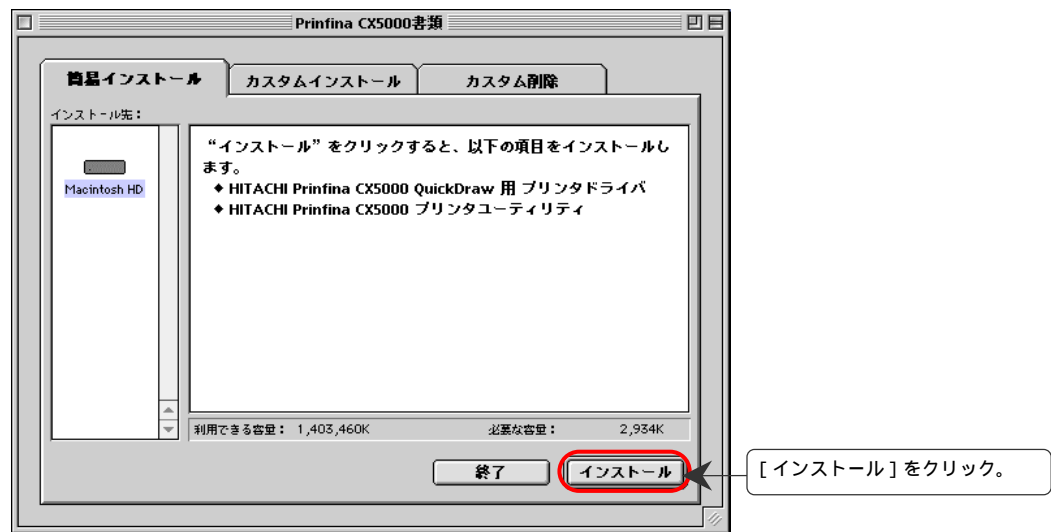 Prinfina CX5000書類
簡易インストール
カスタムインストール
カスタム削除
インストール先：
Macintosh HD
“インストール”をクリックすると、以下の項目をインストールし
ます。
◆ HITACHI Prinfina CX5000 QuickDraw 用 プリンタドライバ
◆ HITACHI Prinfina CX5000 プリンタユーティリティ
利用できる容量： 1,403,460K 必要な容量： 2,934K
終了
インストール
[ インストール ] をクリック。